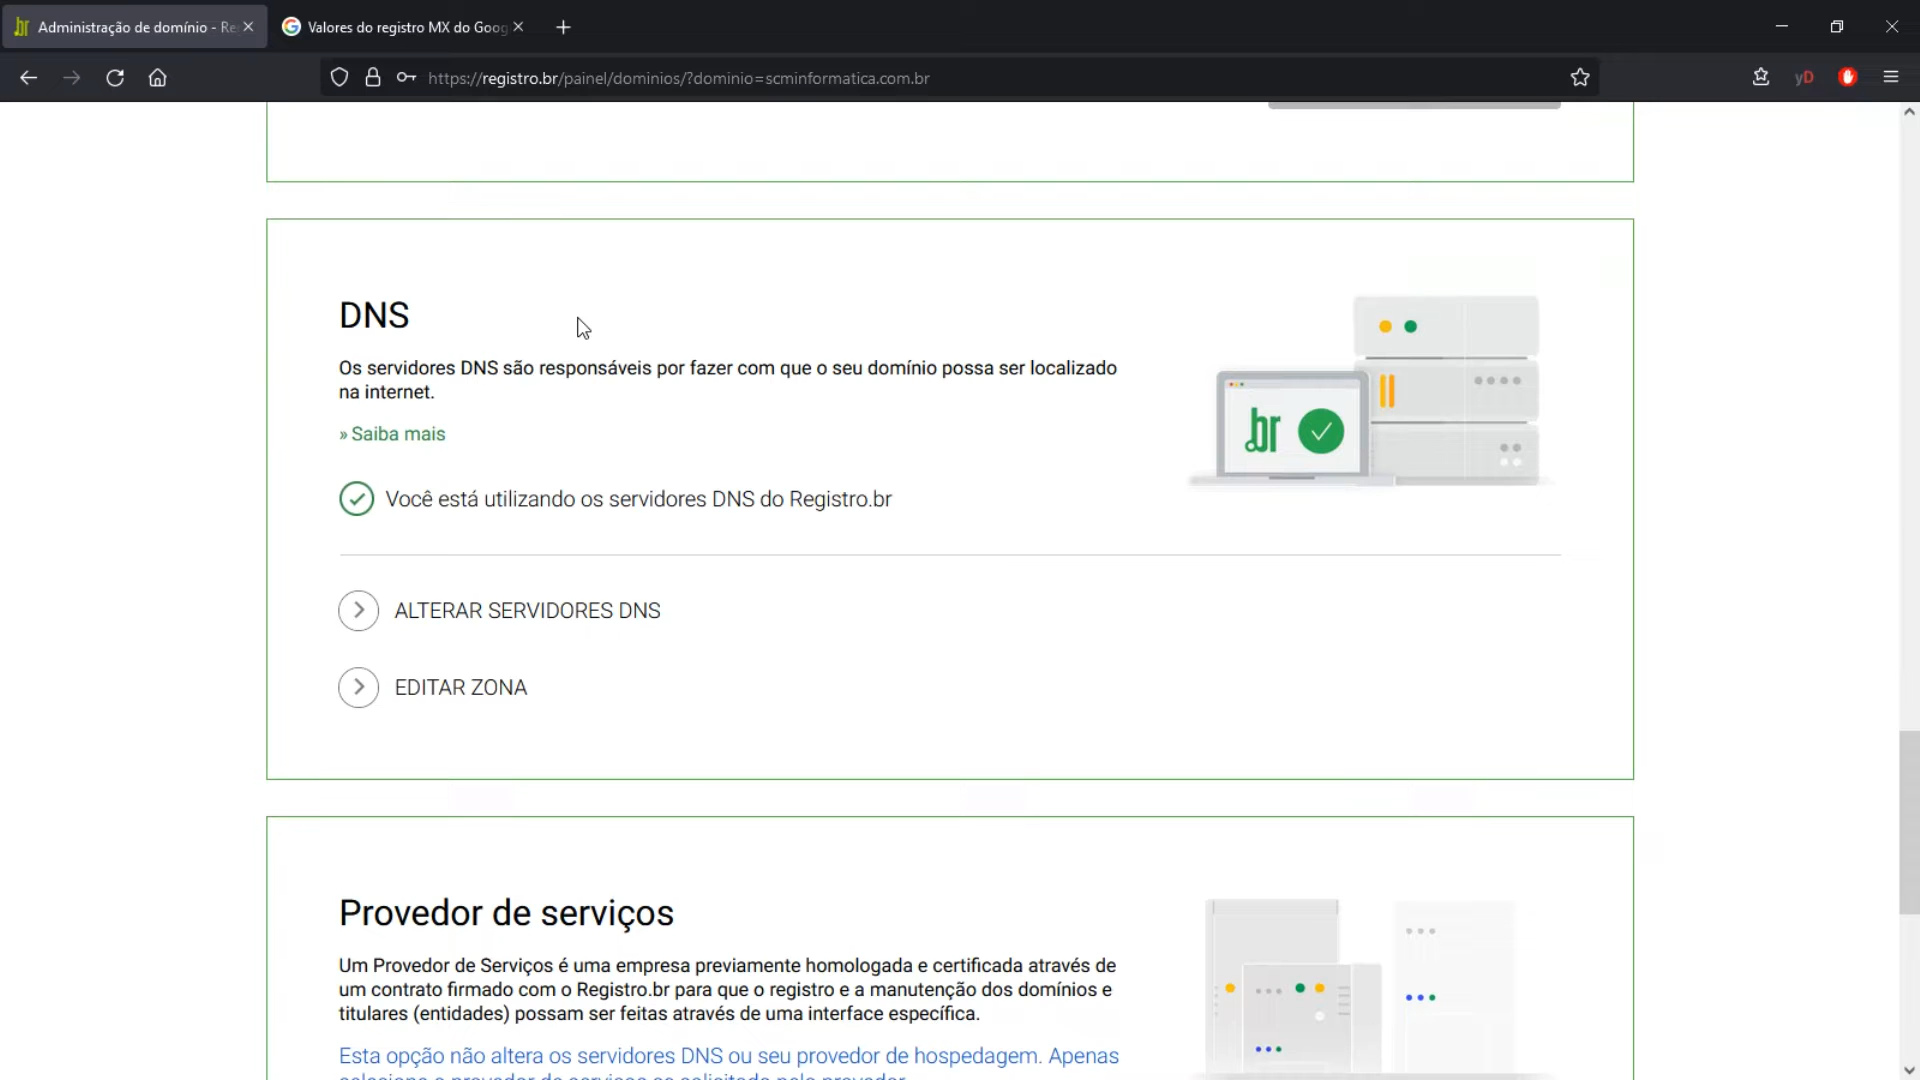 Administração de domínio - Re
Valores do registro MX do Goog
https://registro.br/painel/dominios/?dominio=scminformatica.com.br
yD
DNS
Os servidores DNS são responsáveis por fazer com que o seu domínio possa ser localizado
na internet.
» Saiba mais
.br
Você está utilizando os servidores DNS do Registro.br
ALTERAR SERVIDORES DNS
EDITAR ZONA
Provedor de serviços
Um Provedor de Serviços é uma empresa previamente homologada e certificada através de
um contrato firmado com o Registro.br para que o registro e a manutenção dos domínios e
titulares (entidades) possam ser feitas através de uma interface específica.
Esta opção não altera os servidores DNS ou seu provedor de hospedagem. Apenas